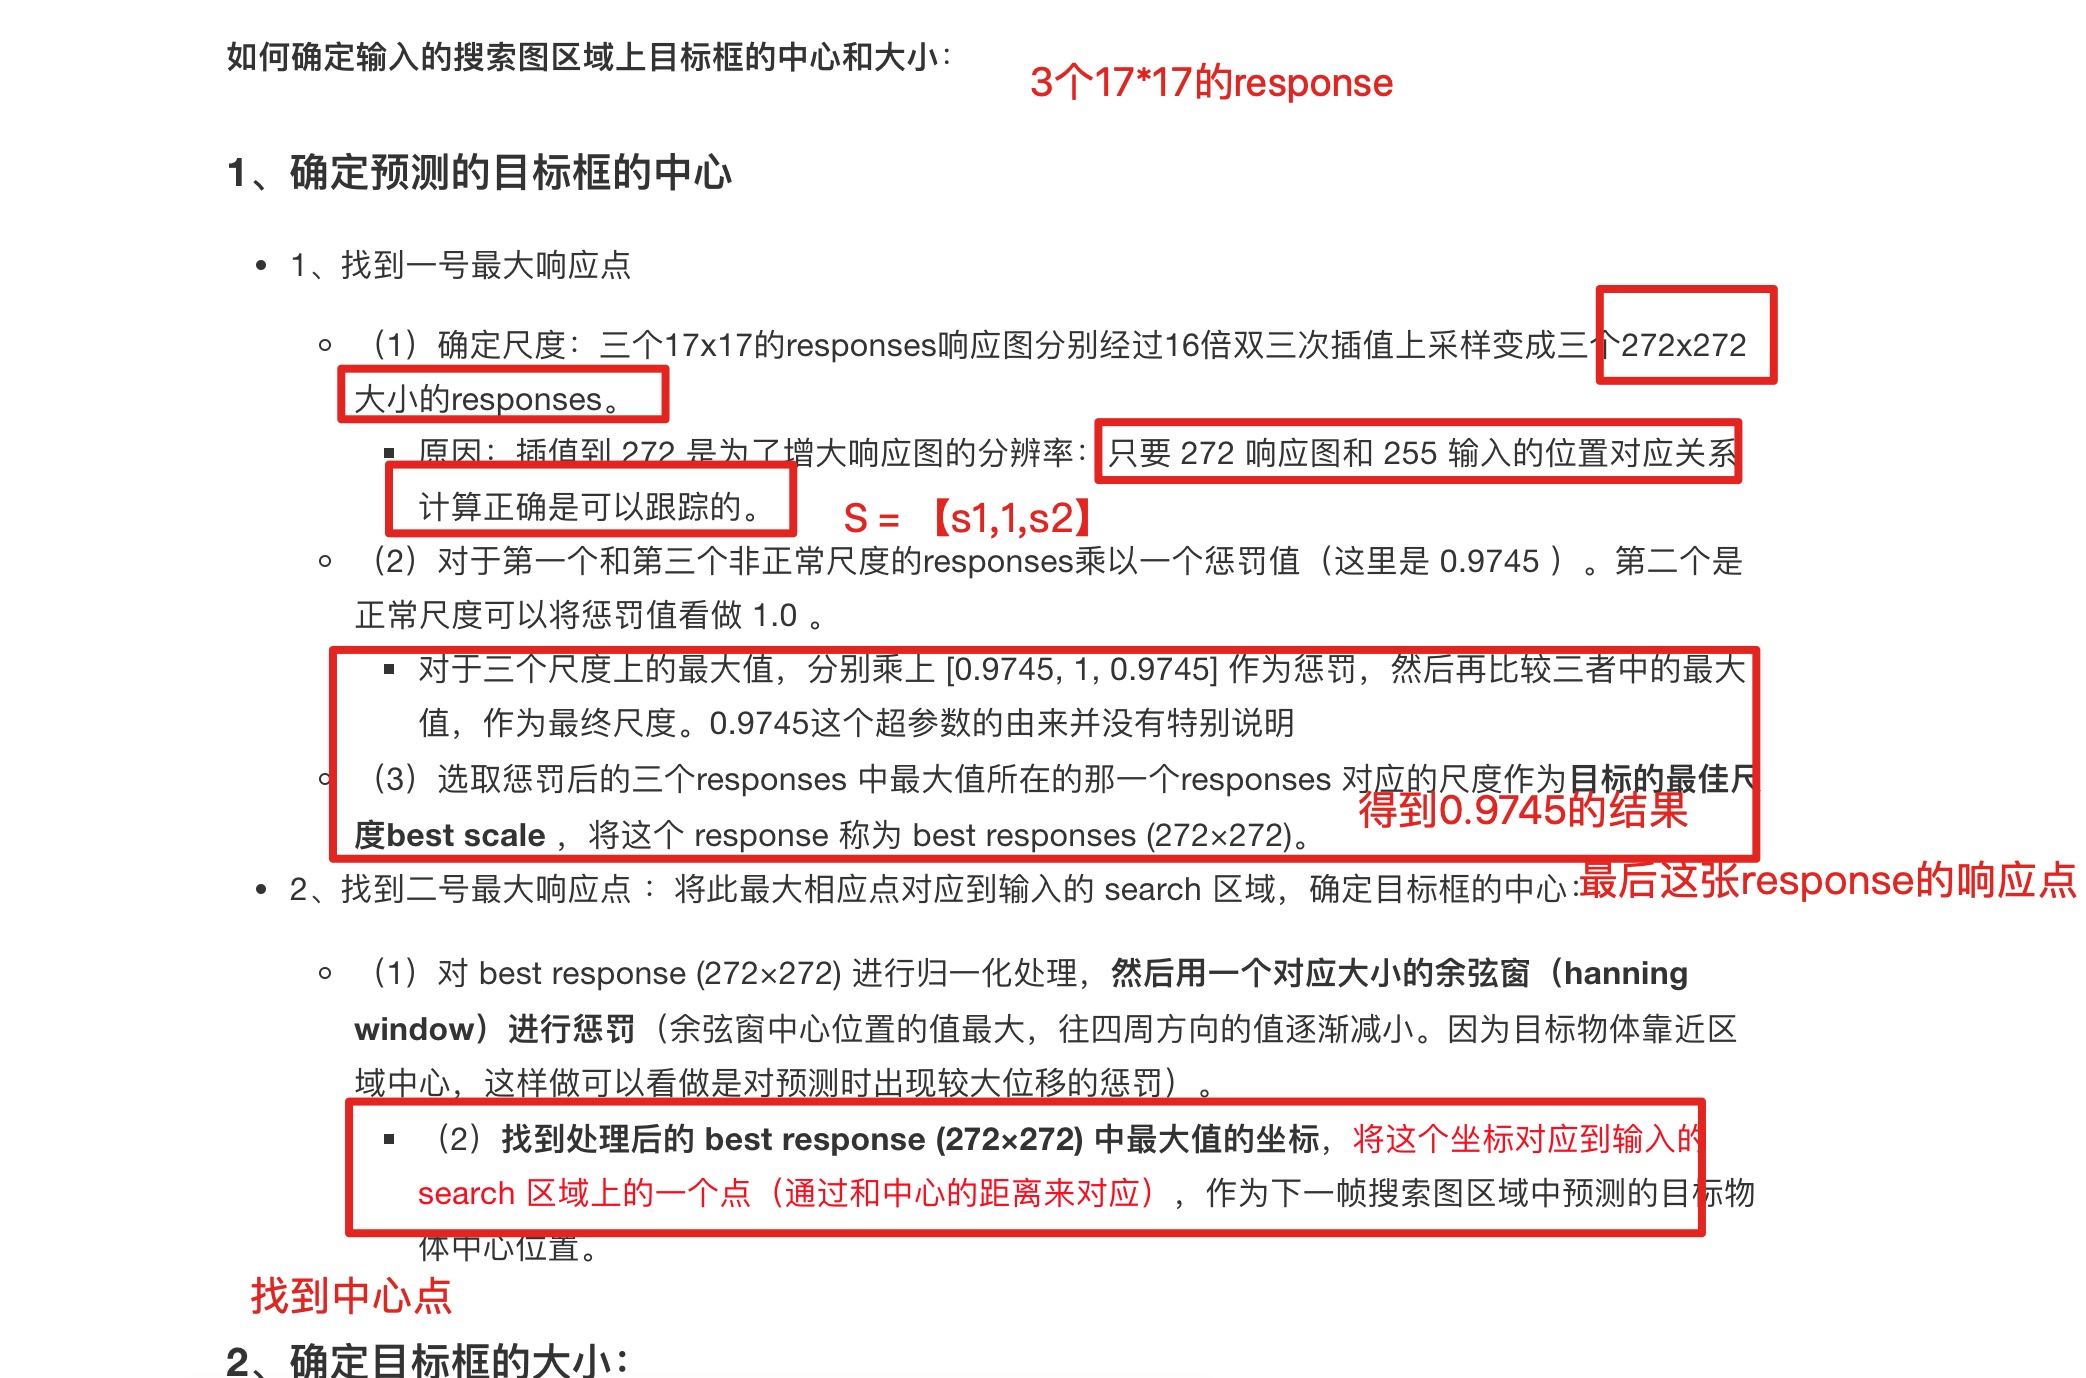 如何确定输入的搜索图区域上目标框的中心和大小：
3个17*17的response
1、确定预测的目标框的中心
1、找到一号最大响应点
（1）确定尺度：三个17x17的responses响应图分别经过16倍双三次插值上采样变成三个272x272
大小的responses。
原因：插值到 272 是为了增大响应图的分辨率：只要 272 响应图和 255 输入的位置对应关系
计算正确是可以跟踪的。
S = 【s1,1,s2】
（2）对于第一个和第三个非正常尺度的responses乘以一个惩罚值（这里是 0.9745 ）。第二个是
正常尺度可以将惩罚值看做 1.0 。
对于三个尺度上的最大值，分别乘上 [0.9745, 1, 0.9745] 作为惩罚，然后再比较三者中的最大
值，作为最终尺度。0.9745这个超参数的由来并没有特别说明
（3）选取惩罚后的三个responses 中最大值所在的那一个responses 对应的尺度作为目标的最佳尺
度best scale ，将这个 response 称为 best responses (272×272)。
得到0.9745的结果
2、找到二号最大响应点 ：将此最大相应点对应到输入的 search 区域，确定目标框的中心：
最后这张response的响应点
（1）对 best response (272×272) 进行归一化处理，然后用一个对应大小的余弦窗（hanning
window）进行惩罚（余弦窗中心位置的值最大，往四周方向的值逐渐减小。因为目标物体靠近区
域中心，这样做可以看做是对预测时出现较大位移的惩罚）。
（2）找到处理后的 best response (272×272) 中最大值的坐标，将这个坐标对应到输入的
search 区域上的一个点（通过和中心的距离来对应），作为下一帧搜索图区域中预测的目标物
体中心位置。
找到中心点
2、确定目标框的大小：